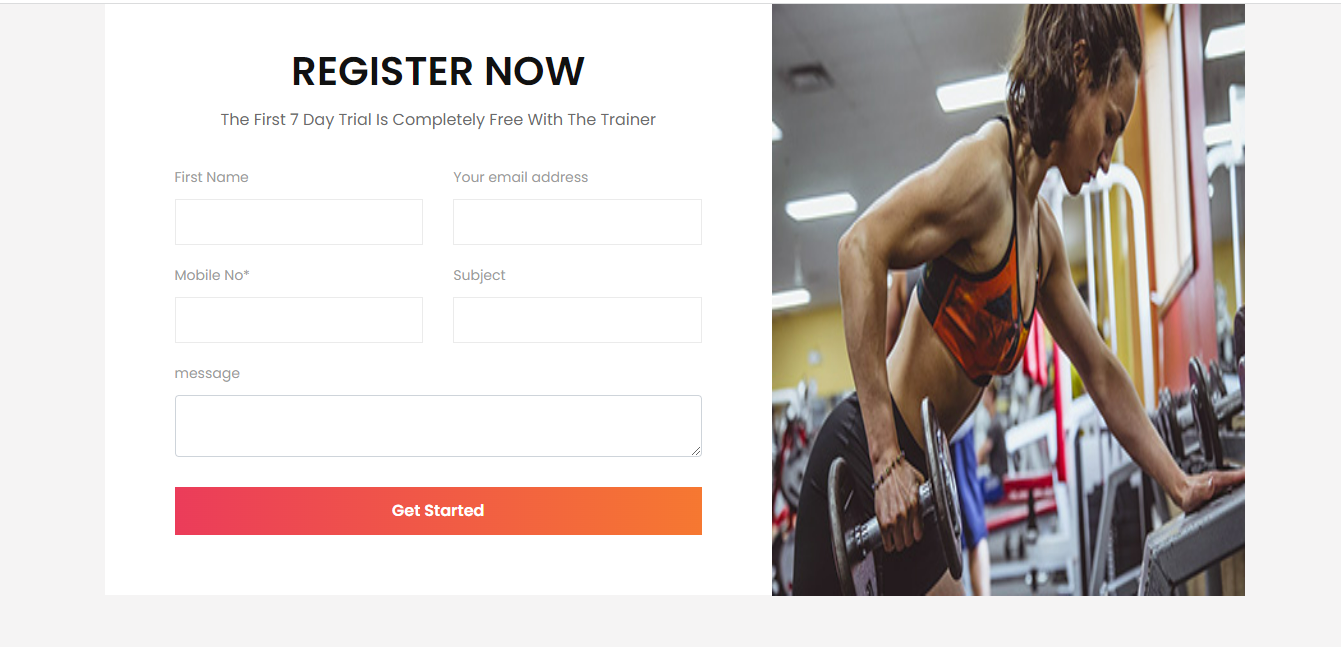 REGISTER NOW
The First 7 Day Trial Is Completely Free With The Trainer
First Name
Your email address
Mobile No*
Subject
message
Get Started